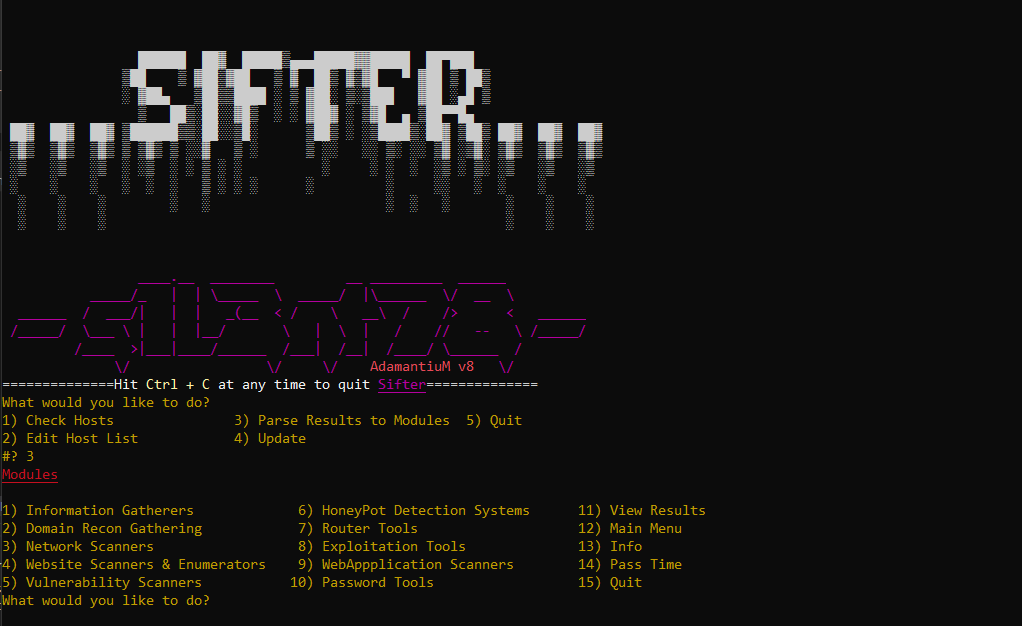 SIFTER
s1l3nt78
AdamantiuM v8
==============Hit Ctrl + C at any time to quit Sifter==============
What would you like to do?
1) Check Hosts 3) Parse Results to Modules 5) Quit
2) Edit Host List 4) Update
#? 3
Modules
1) Information Gatherers 6) HoneyPot Detection Systems 11) View Results
2) Domain Recon Gathering 7) Router Tools 12) Main Menu
3) Network Scanners 8) Exploitation Tools 13) Info
4) Website Scanners & Enumerators 9) WebAppplication Scanners 14) Pass Time
5) Vulnerability Scanners 10) Password Tools 15) Quit
What would you like to do?